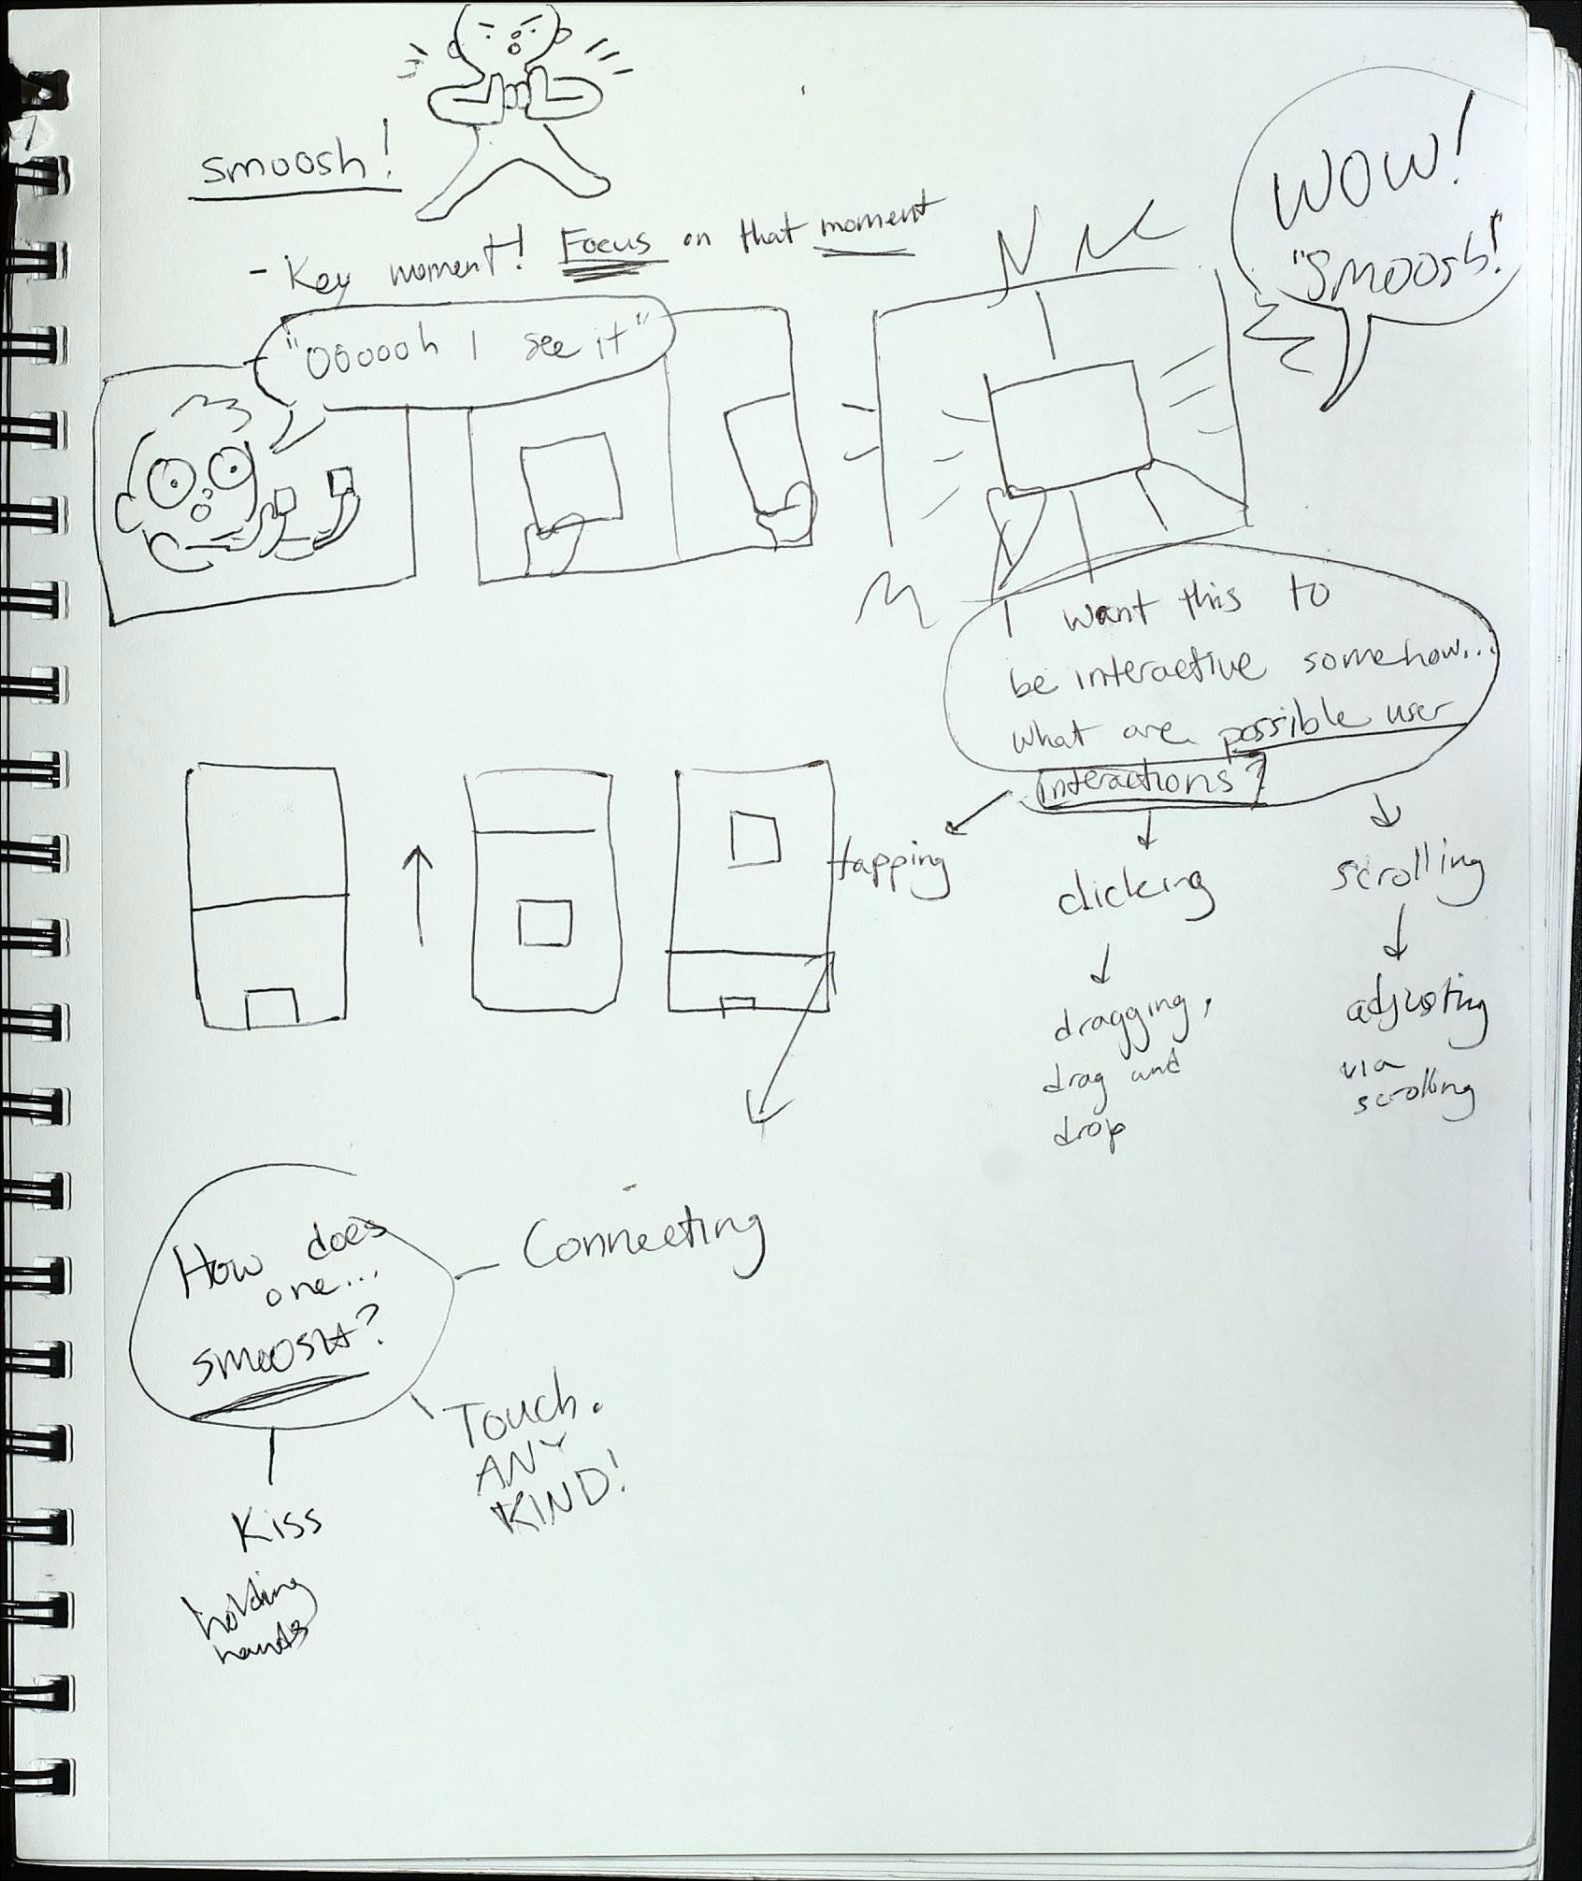 smoosh!
- Key moment! Focus on that moment
WOW!
"Smoosh!"
"Oooooh I see it"
I want this to
be interactive somehow...
what are possible user
interactions?
tapping
clicking
scrolling
dragging,
drag and
drop
adjusting
via
scrolling
How does
one...
SMOOSH?
Connecting
Touch.
ANY
KIND!
Kiss
holding
hands